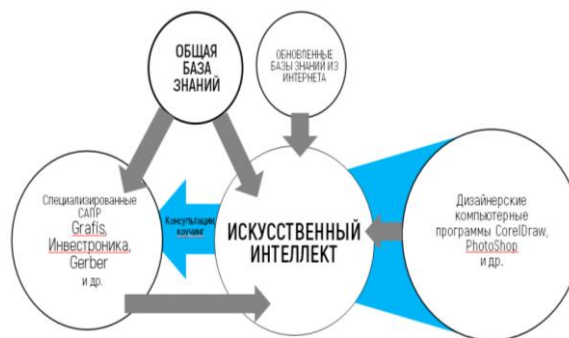 ОБЩАЯ
БАЗА
ЗНАНИЙ
ОБНОВЛЕННЫЕ
БАЗЫ ЗНАНИЙ ИЗ
ИНТЕРНЕТА
Специализированные
САПР
Grafis,
Инвестроника,
Gerber
и др.
Консультации,
коучинг
ИСКУССТВЕННЫЙ
ИНТЕЛЛЕКТ
Дизайнерские
компьютерные
программы CorelDraw,
PhotoShop
и др.